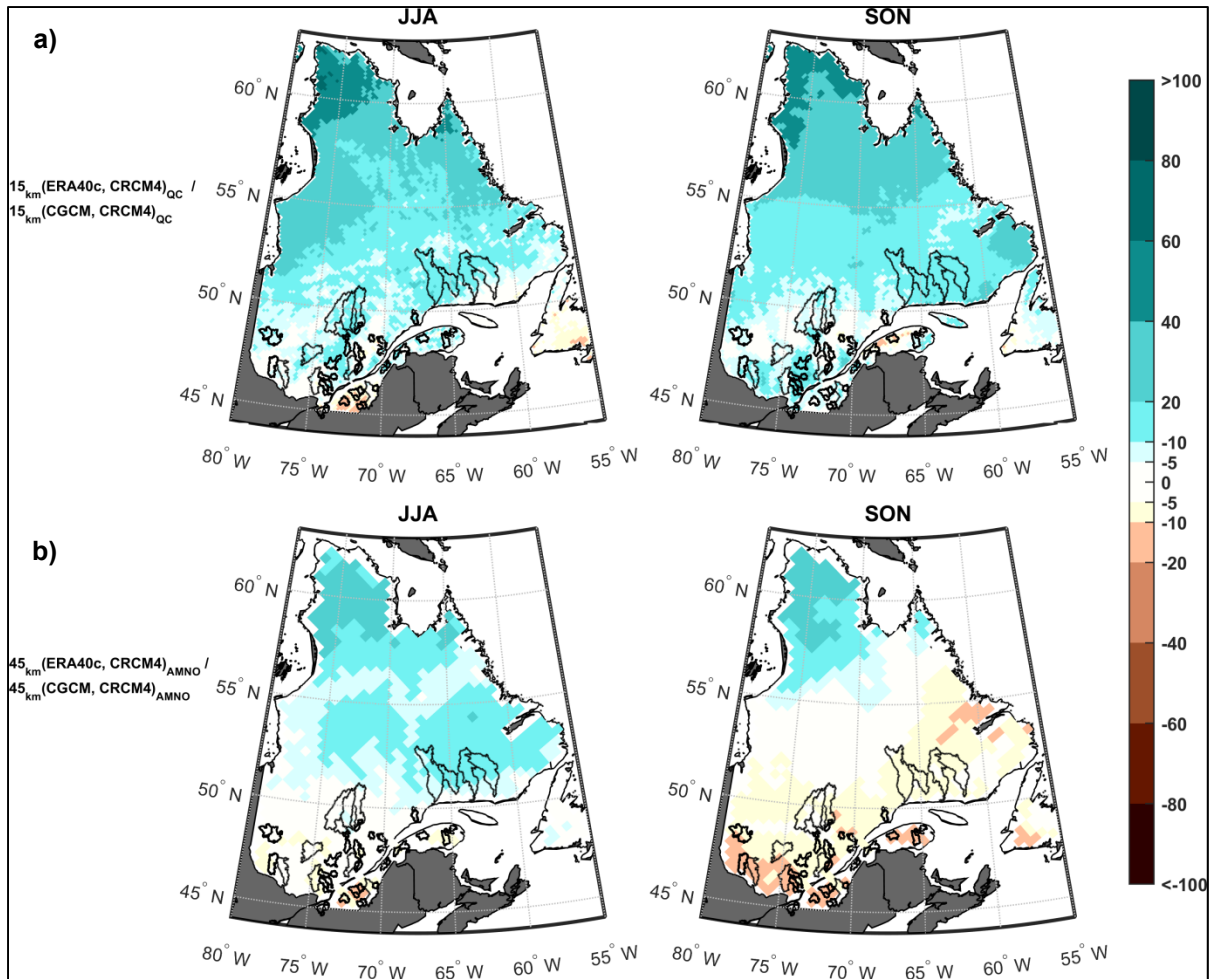 a)
JJA
SON
60° N
55° N
50° N
45° N
80° W
75° W
70° W
65° W
60° W
55° W
60° N
55° N
50° N
45° N
80° W
75° W
70° W
65° W
60° W
55° W
15km(ERA40c, CRCM4)QC /
15km(CGCM, CRCM4)QC
b)
JJA
SON
60° N
55° N
50° N
45° N
80° W
75° W
70° W
65° W
60° W
55° W
60° N
55° N
50° N
45° N
80° W
75° W
70° W
65° W
60° W
55° W
45km(ERA40c, CRCM4)AMNO /
45km(CGCM, CRCM4)AMNO
>100
80
60
40
20
-10
-5
0
-5
-10
-20
-40
-60
-80
<-100